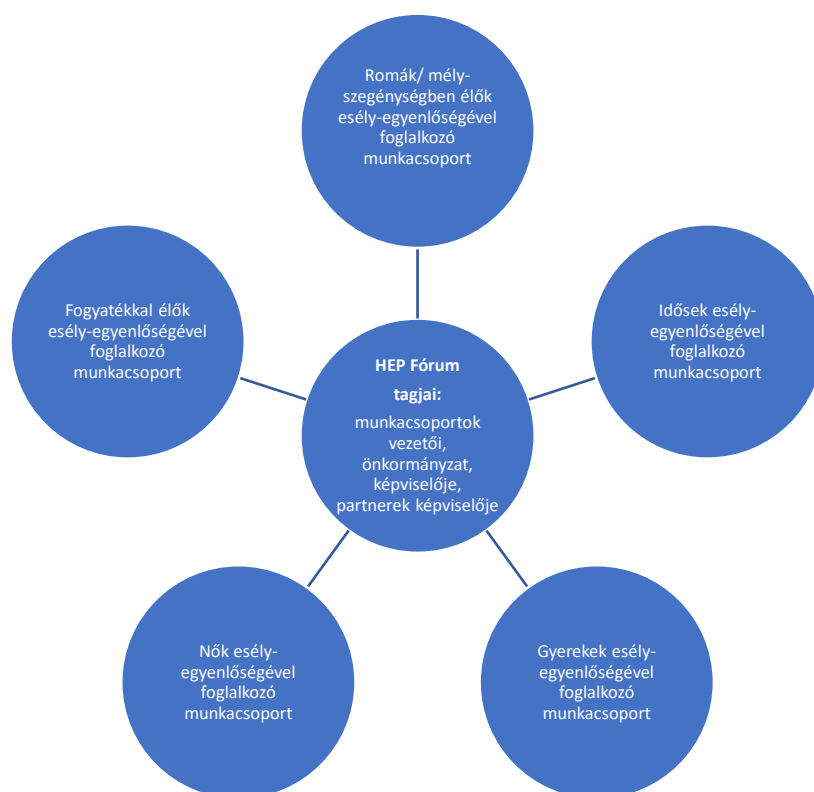 Romák/ mély-
szegénységben élők
esély-egyenlőségével
foglalkozó
munkacsoport
Fogyatékkal élők
esély-egyenlőségével
foglalkozó
munkacsoport
Idősek esély-
egyenlőségével
foglalkozó
munkacsoport
HEP Fórum
tagjai:
munkacsoportok
vezetői,
önkormányzat,
képviselője,
partnerek képviselője
Nők esély-
egyenlőségével
foglalkozó
munkacsoport
Gyerekek esély-
egyenlőségével
foglalkozó
munkacsoport